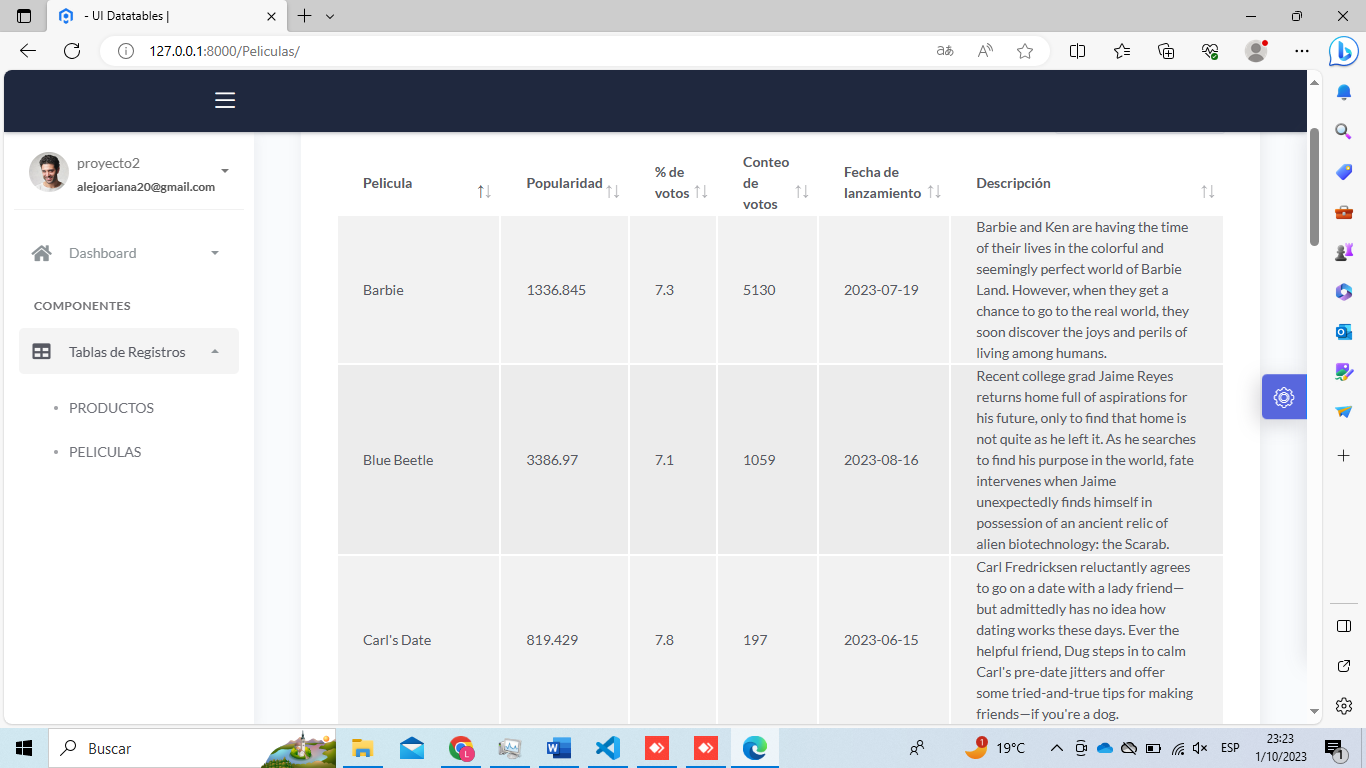 - UI Datatables |
127.0.0.1:8000/Peliculas/
proyecto2
alejoariana20@gmail.com
Dashboard
COMPONENTES
Tablas de Registros
• PRODUCTOS
• PELICULAS
Pelicula
Popularidad
% de
votos
Conteo
de
votos
Fecha de
lanzamiento
Descripción
Barbie
1336.845
7.3
5130
2023-07-19
Barbie and Ken are having the time
of their lives in the colorful and
seemingly perfect world of Barbie
Land. However, when they get a
chance to go to the real world, they
soon discover the joys and perils of
living among humans.
Blue Beetle
3386.97
7.1
1059
2023-08-16
Recent college grad Jaime Reyes
returns home full of aspirations for
his future, only to find that home is
not quite as he left it. As he searches
to find his purpose in the world, fate
intervenes when Jaime
unexpectedly finds himself in
possession of an ancient relic of
alien biotechnology: the Scarab.
Carl's Date
819.429
7.8
197
2023-06-15
Carl Fredricksen reluctantly agrees
to go on a date with a lady friend—
but admittedly has no idea how
dating works these days. Ever the
helpful friend, Dug steps in to calm
Carl's pre-date jitters and offer
some tried-and-true tips for making
friends—if you're a dog.
Buscar
L
1
19°C
ESP
23:23
1/10/2023
1